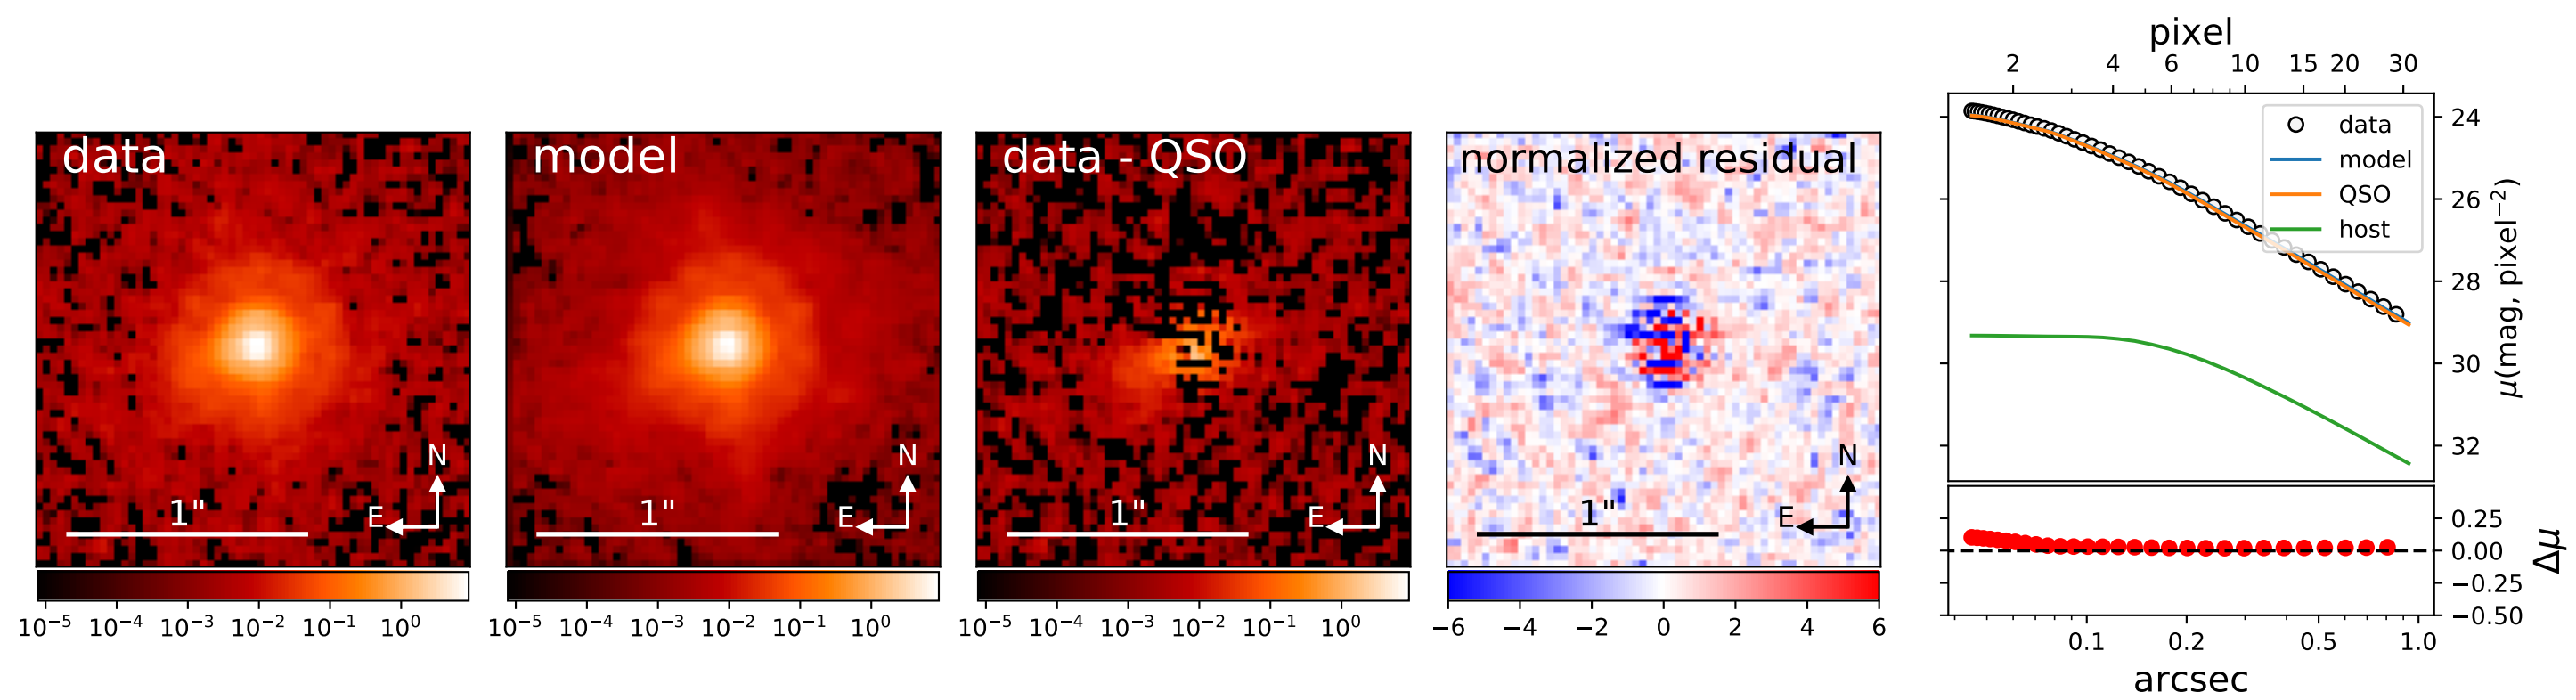 data
N
E
1"
10⁻⁵ 10⁻⁴ 10⁻³ 10⁻² 10⁻¹ 10⁰
model
N
E
1"
10⁻⁵ 10⁻⁴ 10⁻³ 10⁻² 10⁻¹ 10⁰
data - QSO
N
E
1"
10⁻⁵ 10⁻⁴ 10⁻³ 10⁻² 10⁻¹ 10⁰
normalized residual
N
E
1"
−6 −4 −2 0 2 4 6
pixel
2 4 6 10 15 20 30
data
model
QSO
host
24
26
28
30
32
μ(mag, pixel⁻²)
0.25
0.00
−0.25
−0.50
Δμ
0.1 0.2 0.5 1.0
arcsec